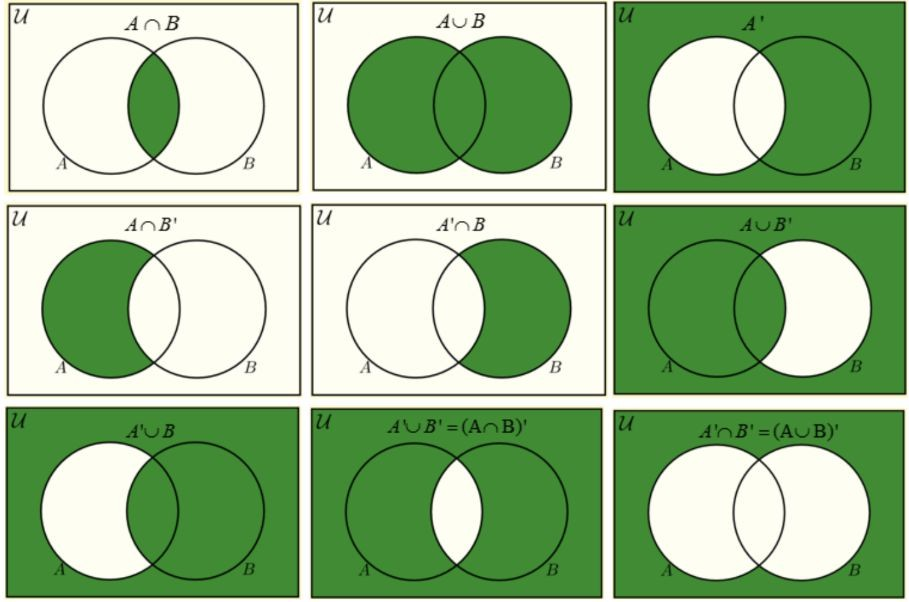 𝒰
A ∩ B
A
B
𝒰
A ∪ B
A
B
𝒰
A '
A
B
𝒰
A ∩ B'
A
B
𝒰
A' ∩ B
A
B
𝒰
A ∪ B'
A
B
𝒰
A' ∪ B
A
B
𝒰
A' ∪ B' = (A ∩ B)'
A
B
𝒰
A' ∩ B' = (A ∪ B)'
A
B